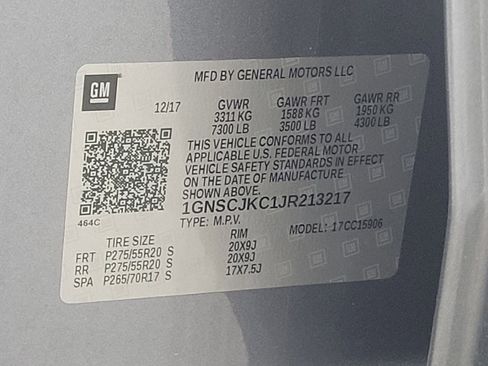 GM
MFD BY GENERAL MOTORS LLC
12/17 GVWR GAWR FRT GAWR RR
3311 KG 1588 KG 1950 KG
7300 LB 3500 LB 4300 LB
THIS VEHICLE CONFORMS TO ALL
APPLICABLE U.S. FEDERAL MOTOR
VEHICLE SAFETY STANDARDS IN EFFECT
ON THE DATE OF MANUFACTURE
SHOWN ABOVE.
1GNSCJKC1JR213217
464C TYPE: M.P.V. MODEL: 17CC15906
TIRE SIZE RIM
FRT P275/55R20 S 20X9J
RR P275/55R20 S 20X9J
SPA P265/70R17 S 17X7.5J